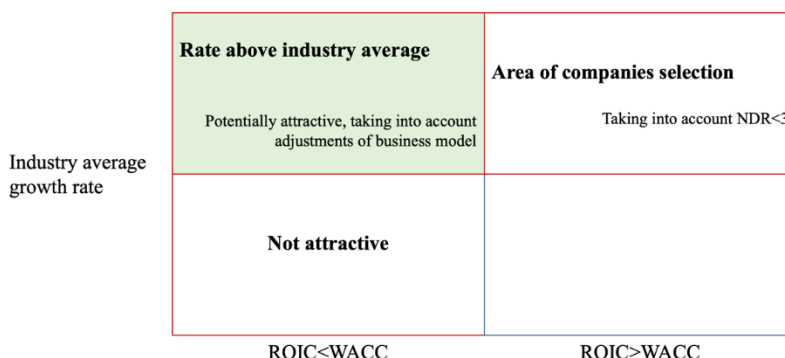 Rate above industry average
Area of companies selection
Potentially attractive, taking into account
adjustments of business model
Taking into account NDR<3
Industry average
growth rate
Not attractive
ROIC<WACC
ROIC>WACC